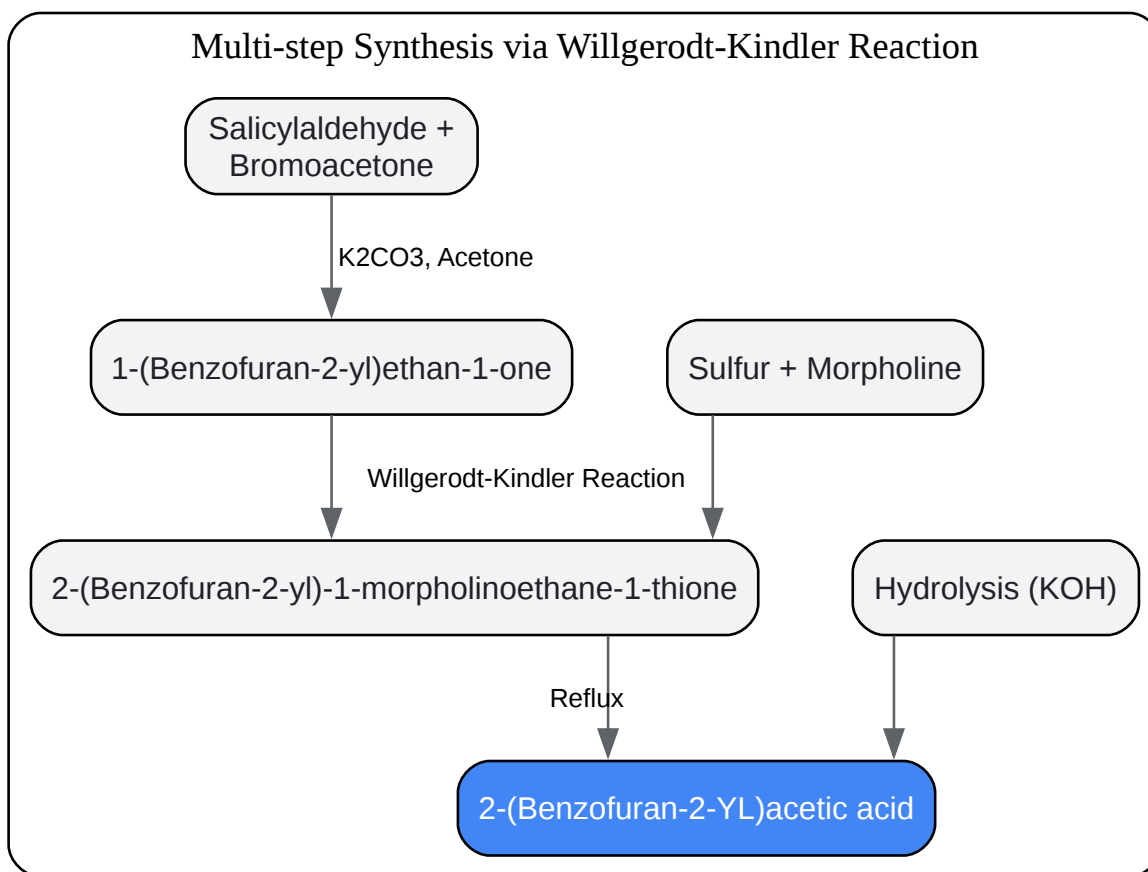 Multi-step Synthesis via Willgerodt-Kindler Reaction
Salicylaldehyde +
Bromoacetone
K2CO3, Acetone
1-(Benzofuran-2-yl)ethan-1-one
Sulfur + Morpholine
Willgerodt-Kindler Reaction
2-(Benzofuran-2-yl)-1-morpholinoethane-1-thione
Hydrolysis (KOH)
Reflux
2-(Benzofuran-2-YL)acetic acid